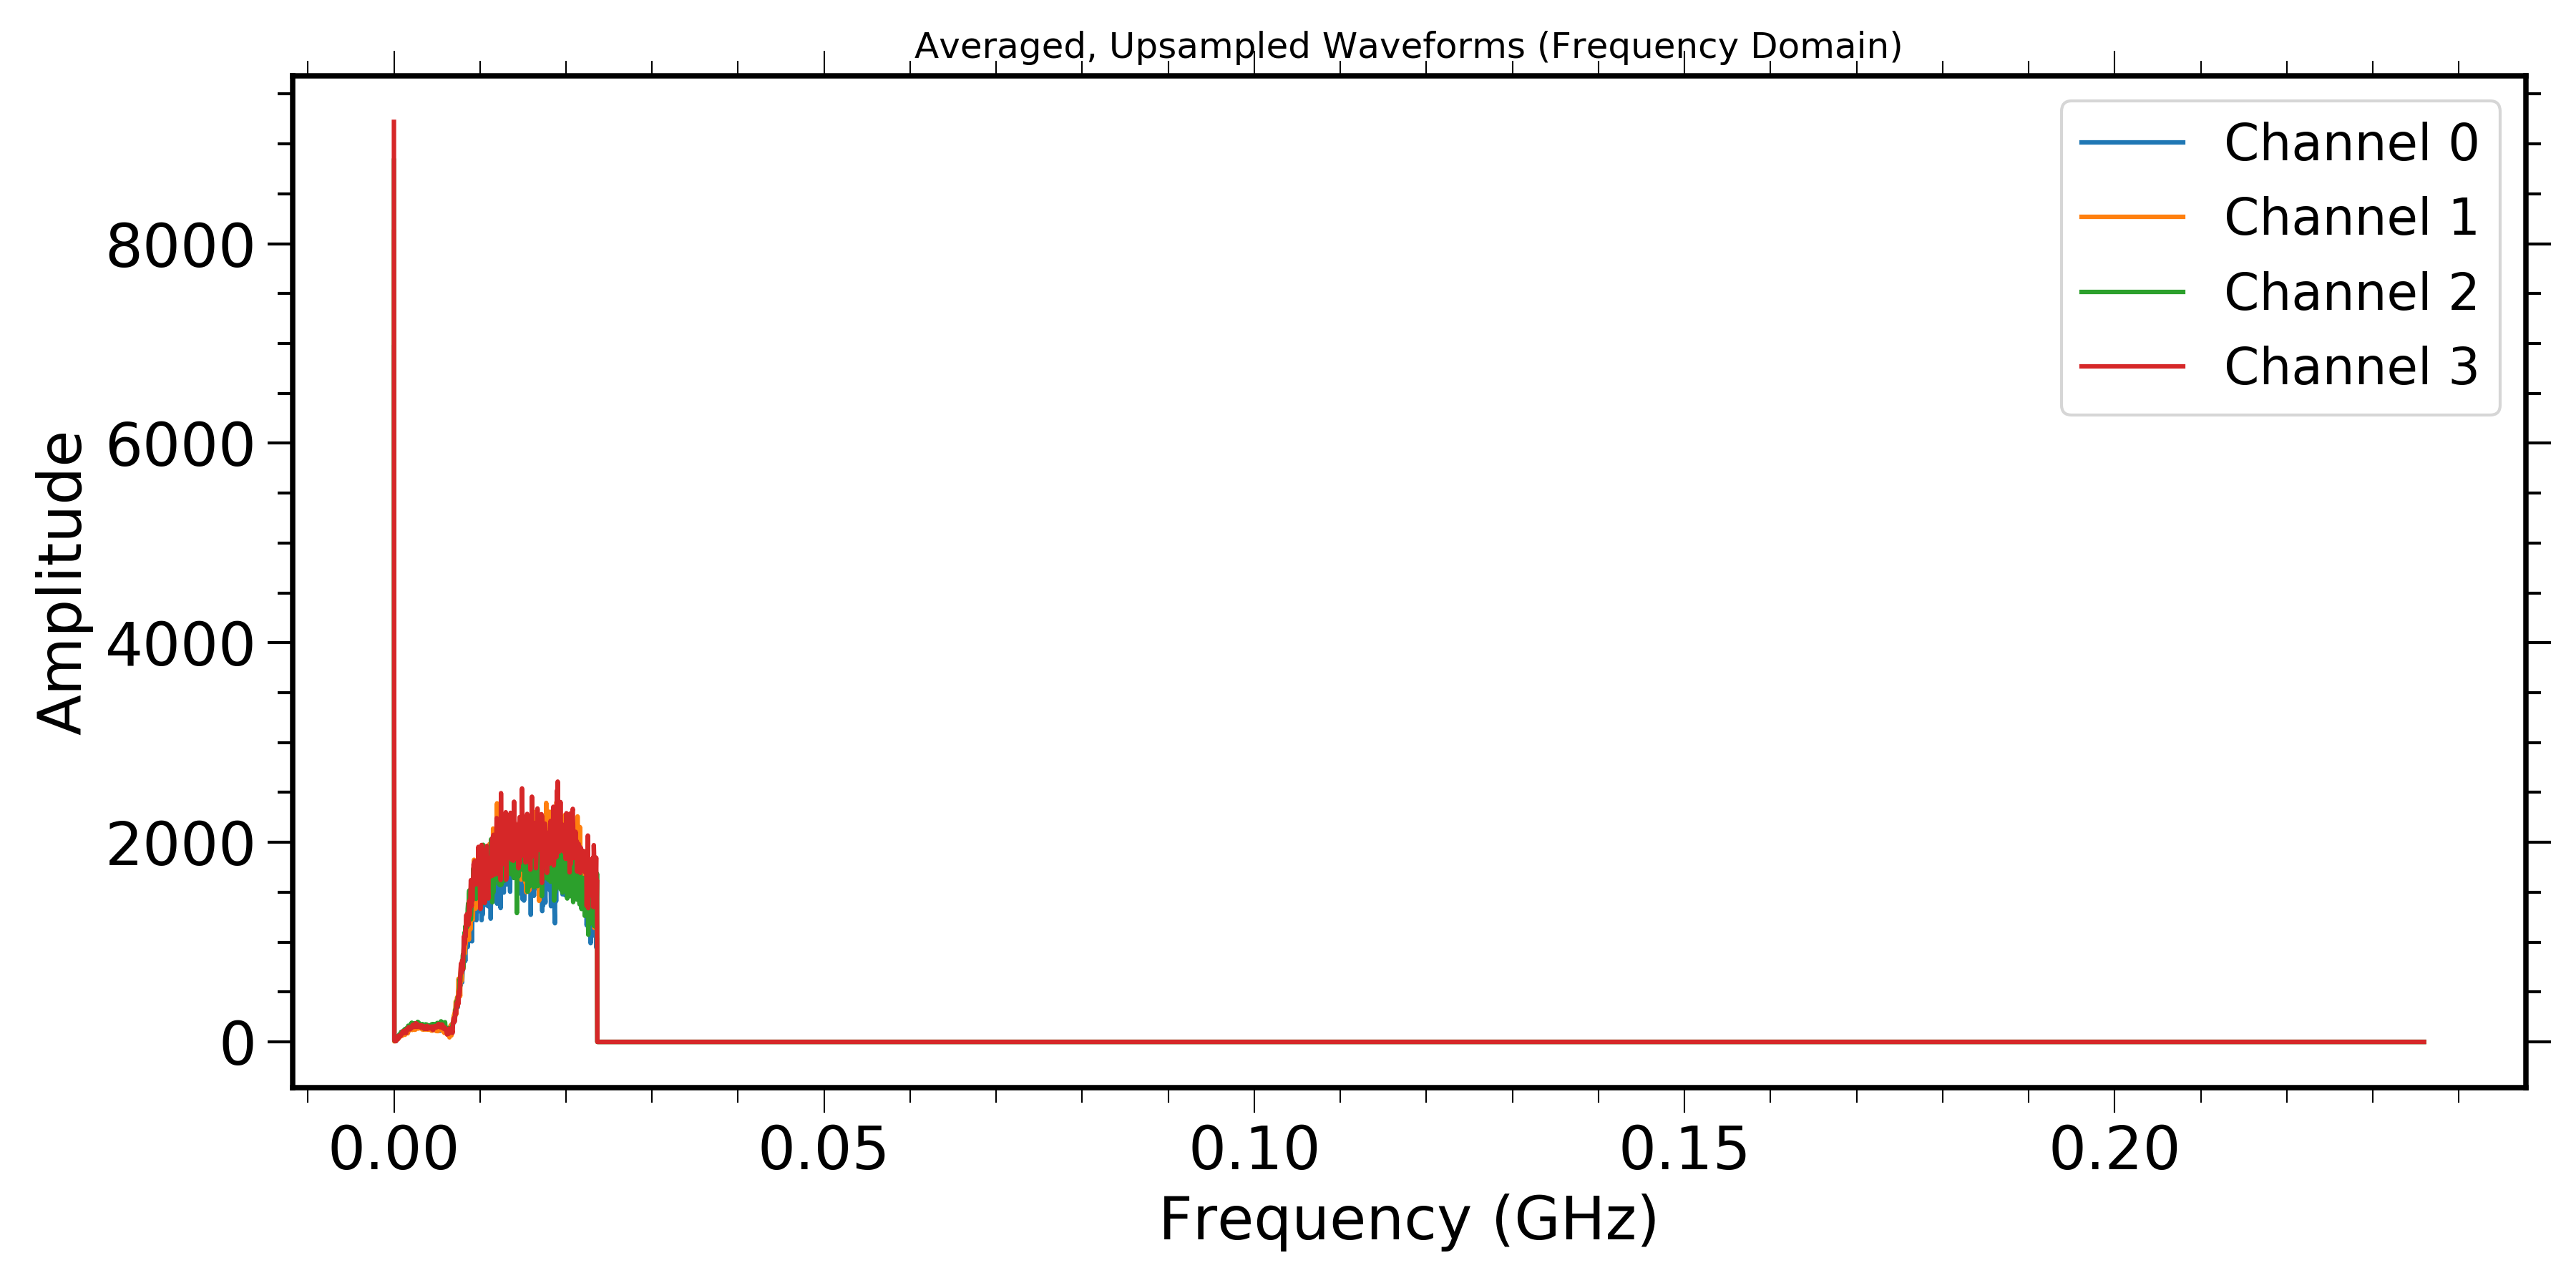 Averaged, Upsampled Waveforms (Frequency Domain)
Channel 0
Channel 1
Channel 2
Channel 3
8000
6000
4000
2000
0
Amplitude
0.00
0.05
0.10
0.15
0.20
Frequency (GHz)